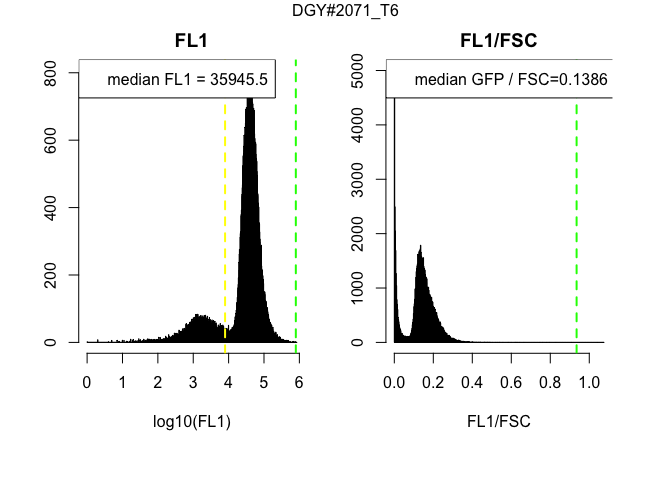 DGY#2071_T6
FL1
median FL1 = 35945.5
0
200
400
600
800
0 1 2 3 4 5 6
log10(FL1)
FL1/FSC
median GFP / FSC=0.1386
0
1000
2000
3000
4000
5000
0.0 0.2 0.4 0.6 0.8 1.0
FL1/FSC